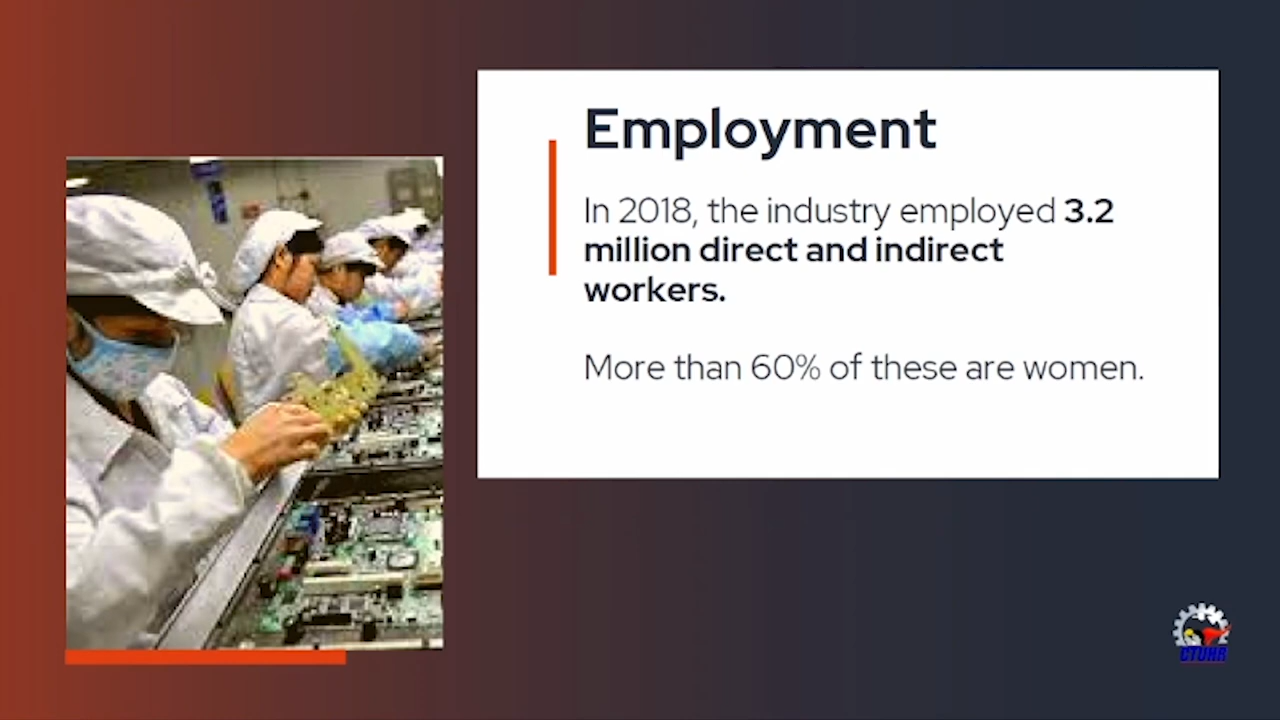 Employment
In 2018, the industry employed 3.2
million direct and indirect
workers.
More than 60% of these are women.
CTUHR